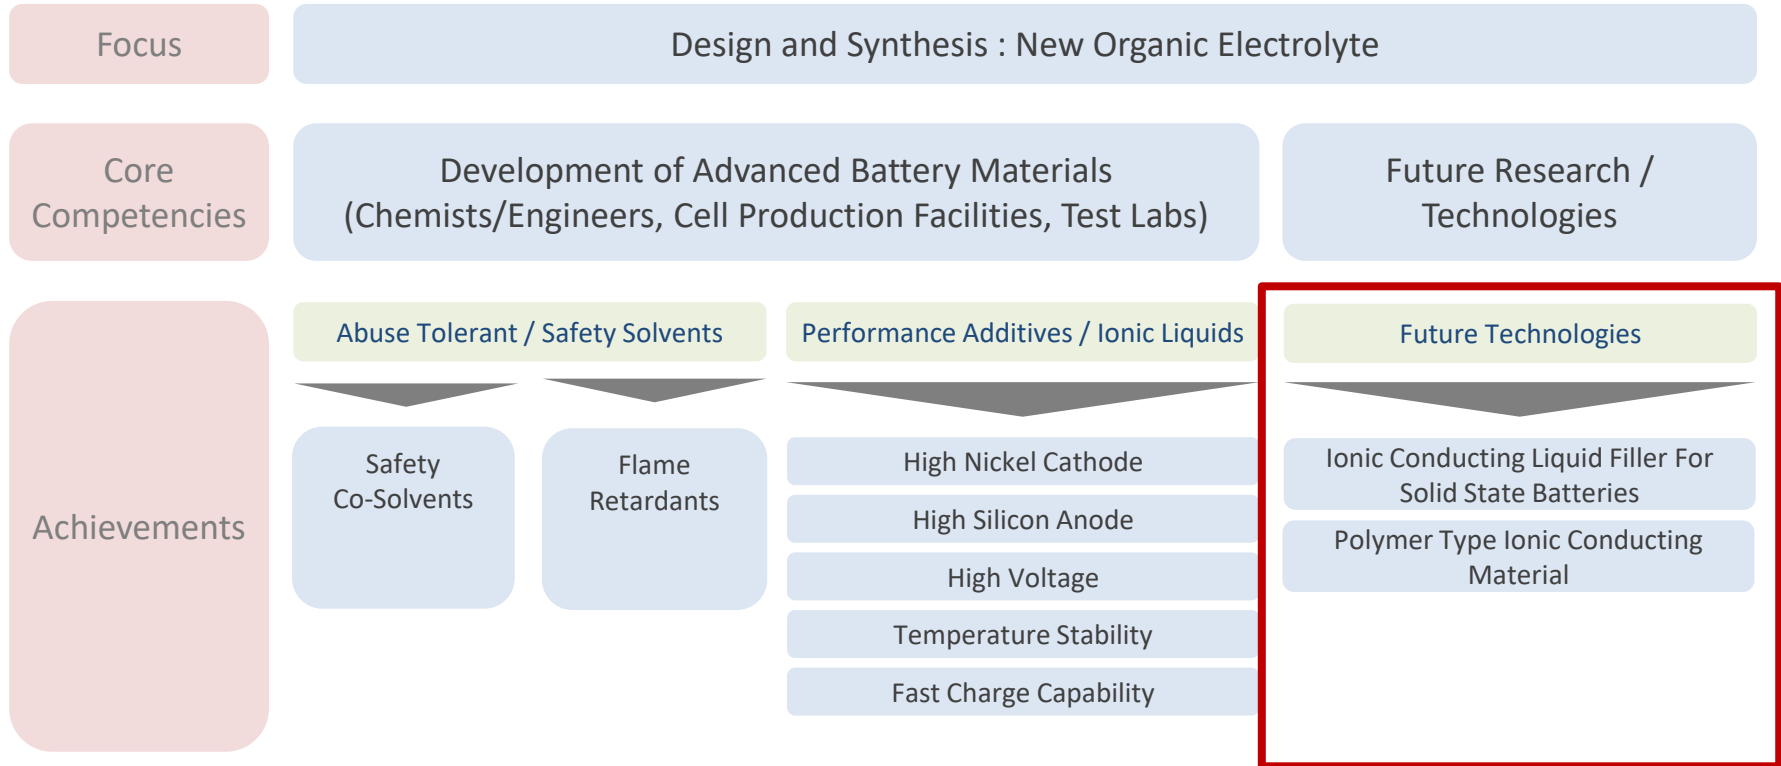 Focus
Design and Synthesis : New Organic Electrolyte
Core
Competencies
Development of Advanced Battery Materials
(Chemists/Engineers, Cell Production Facilities, Test Labs)
Future Research /
Technologies
Achievements
Abuse Tolerant / Safety Solvents
Safety
Co-Solvents
Flame
Retardants
Performance Additives / Ionic Liquids
High Nickel Cathode
High Silicon Anode
High Voltage
Temperature Stability
Fast Charge Capability
Future Technologies
Ionic Conducting Liquid Filler For
Solid State Batteries
Polymer Type Ionic Conducting
Material